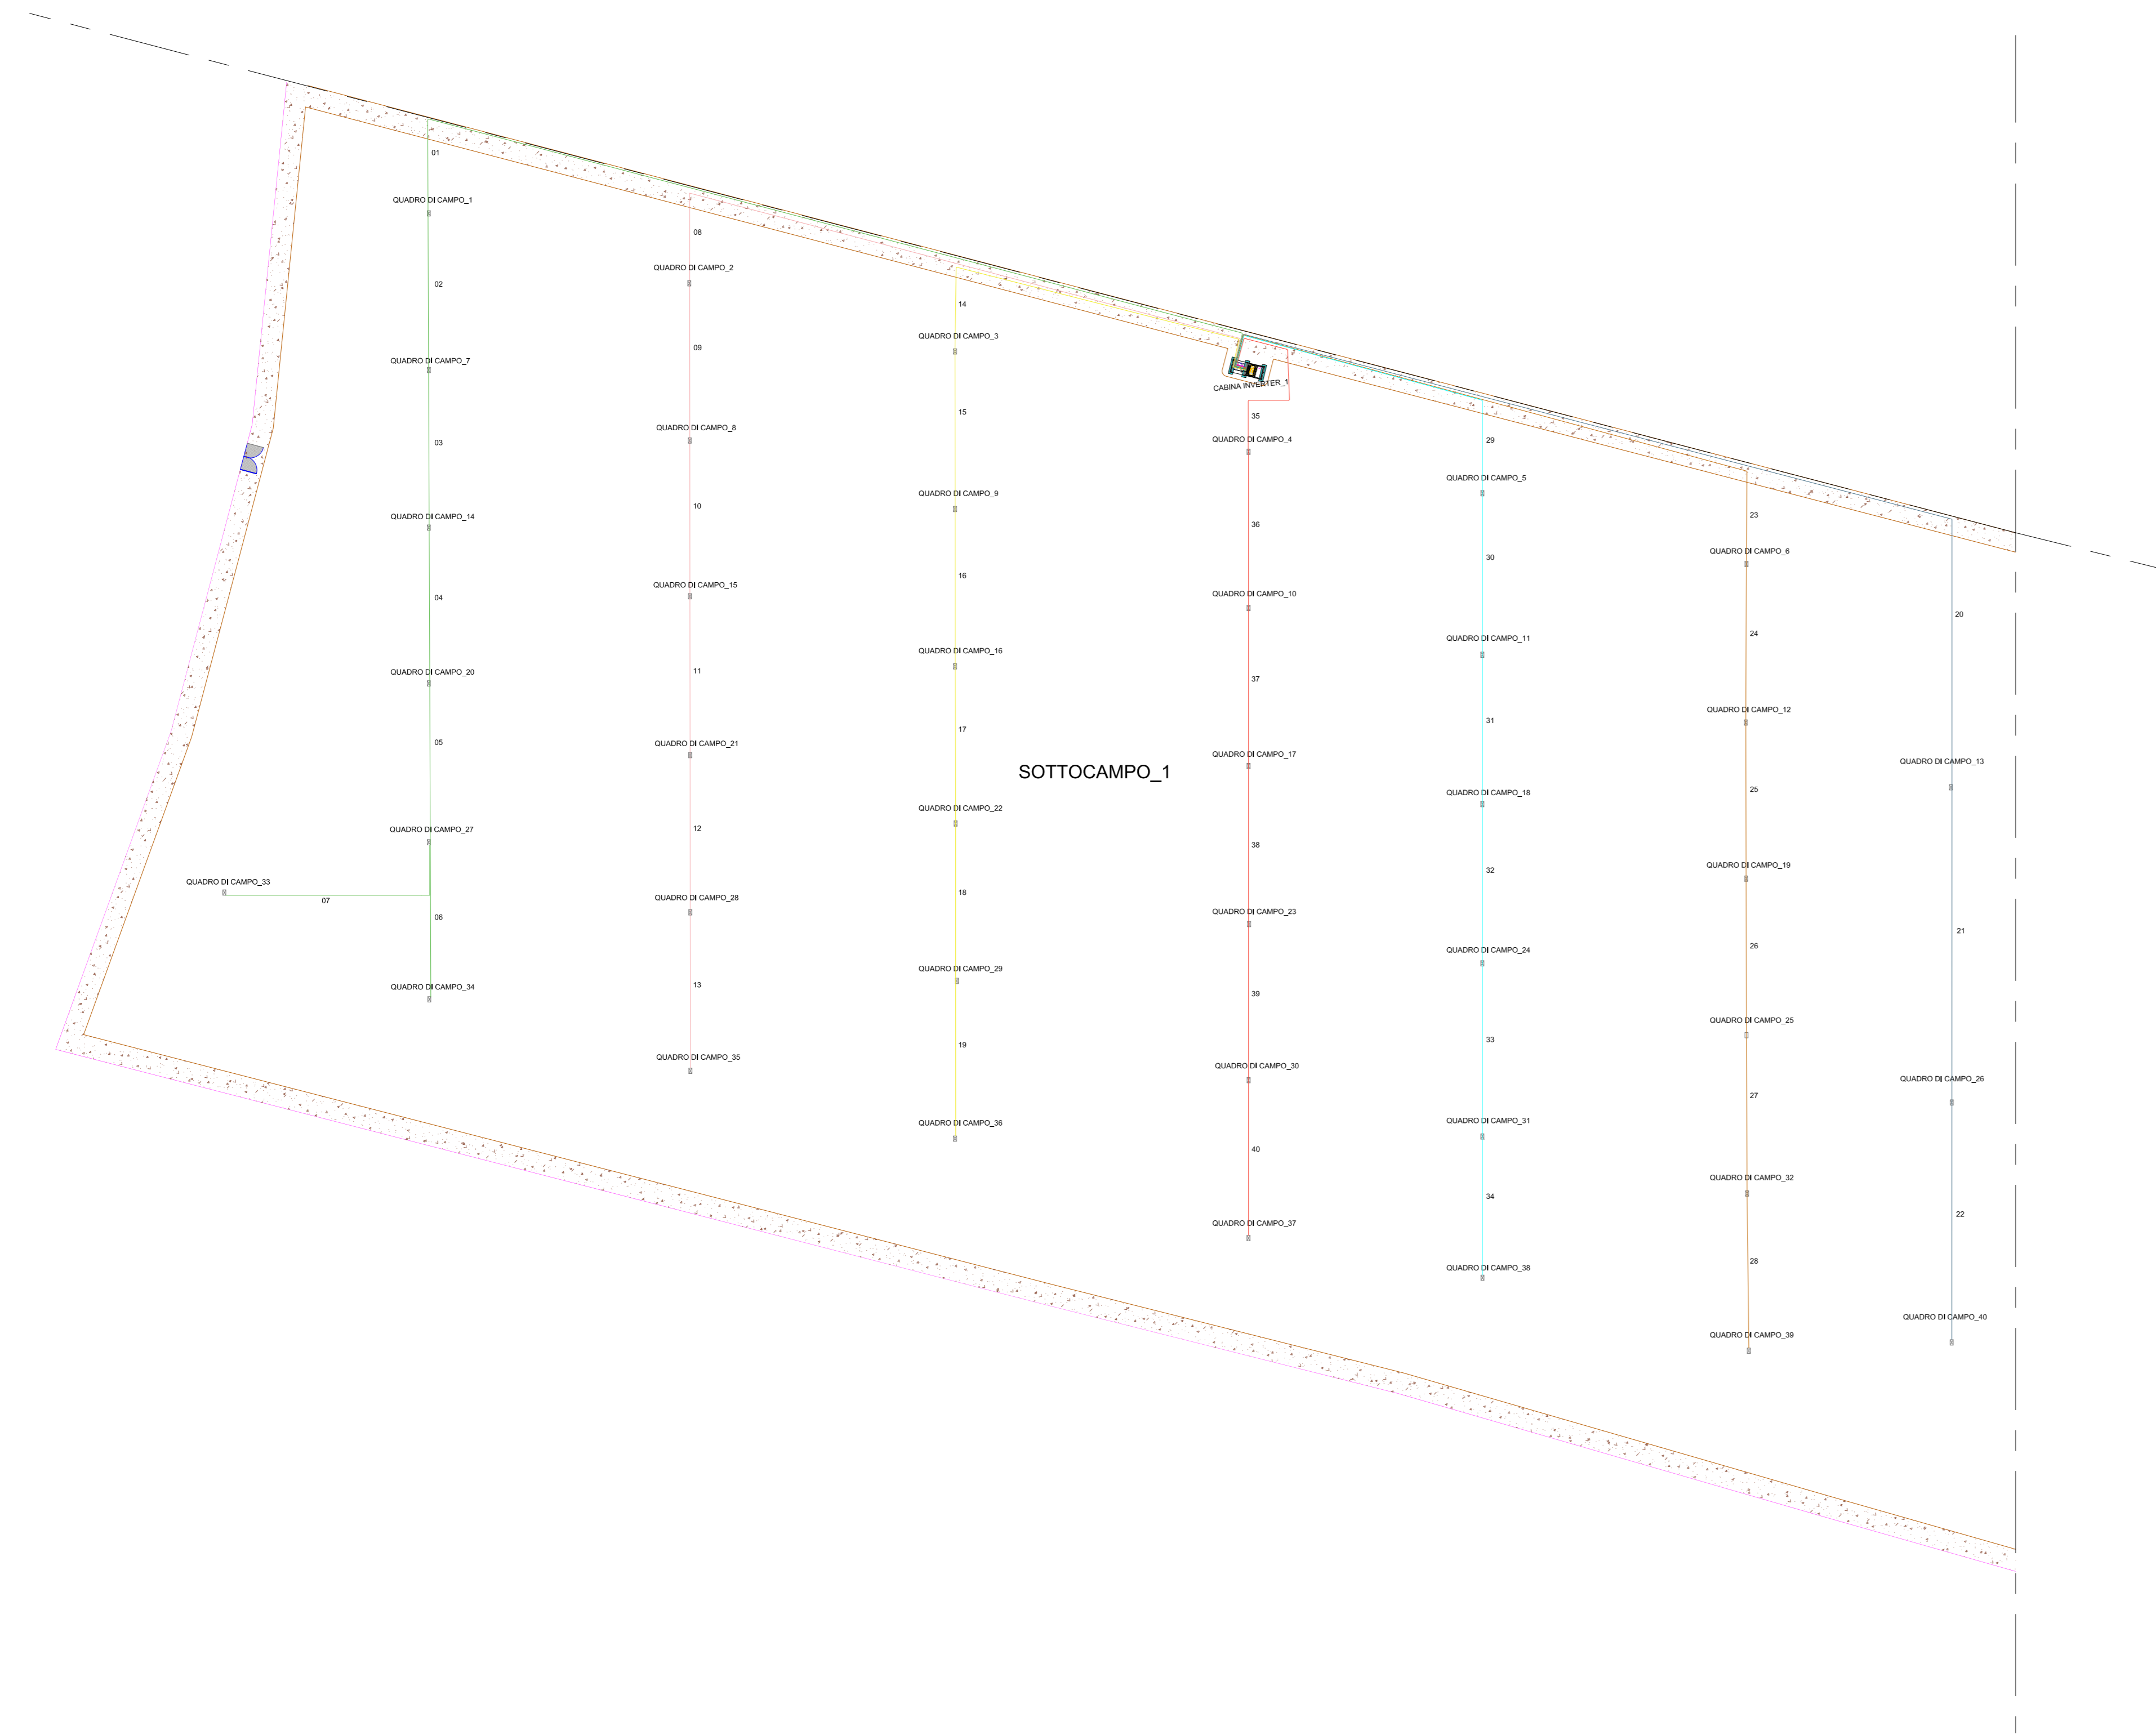 01
QUADRO DI CAMPO_1
02
QUADRO DI CAMPO_7
03
QUADRO DI CAMPO_14
04
QUADRO DI CAMPO_20
05
QUADRO DI CAMPO_27
QUADRO DI CAMPO_33
07
06
QUADRO DI CAMPO_34
08
QUADRO DI CAMPO_2
09
QUADRO DI CAMPO_8
10
QUADRO DI CAMPO_15
11
QUADRO DI CAMPO_21
12
QUADRO DI CAMPO_28
13
QUADRO DI CAMPO_35
14
QUADRO DI CAMPO_3
15
QUADRO DI CAMPO_9
16
QUADRO DI CAMPO_16
17
QUADRO DI CAMPO_22
18
QUADRO DI CAMPO_29
19
QUADRO DI CAMPO_36
SOTTOCAMPO_1
CABINA INVERTER_1
35
QUADRO DI CAMPO_4
36
QUADRO DI CAMPO_10
37
QUADRO DI CAMPO_17
38
QUADRO DI CAMPO_23
39
QUADRO DI CAMPO_30
40
QUADRO DI CAMPO_37
29
QUADRO DI CAMPO_5
30
QUADRO DI CAMPO_11
31
QUADRO DI CAMPO_18
32
QUADRO DI CAMPO_24
33
QUADRO DI CAMPO_31
34
QUADRO DI CAMPO_38
23
QUADRO DI CAMPO_6
24
QUADRO DI CAMPO_12
25
QUADRO DI CAMPO_19
26
QUADRO DI CAMPO_25
27
QUADRO DI CAMPO_32
28
QUADRO DI CAMPO_39
20
QUADRO DI CAMPO_13
21
QUADRO DI CAMPO_26
22
QUADRO DI CAMPO_40